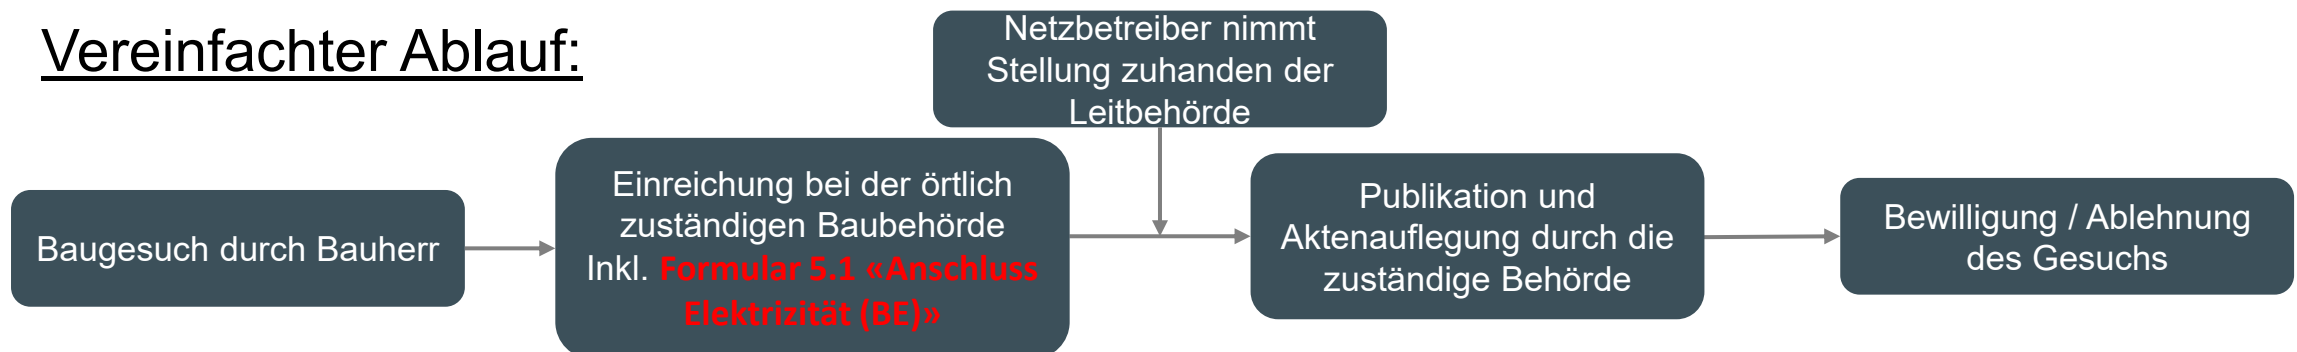 Vereinfachter Ablauf:
Netzbetreiber nimmt
Stellung zuhanden der
Leitbehörde
Baugesuch durch Bauherr
Einreichung bei der örtlich
zuständigen Baubehörde
Inkl. Formular 5.1 «Anschluss
Elektrizität (BE)»
Publikation und
Aktenauflegung durch die
zuständige Behörde
Bewilligung / Ablehnung
des Gesuchs